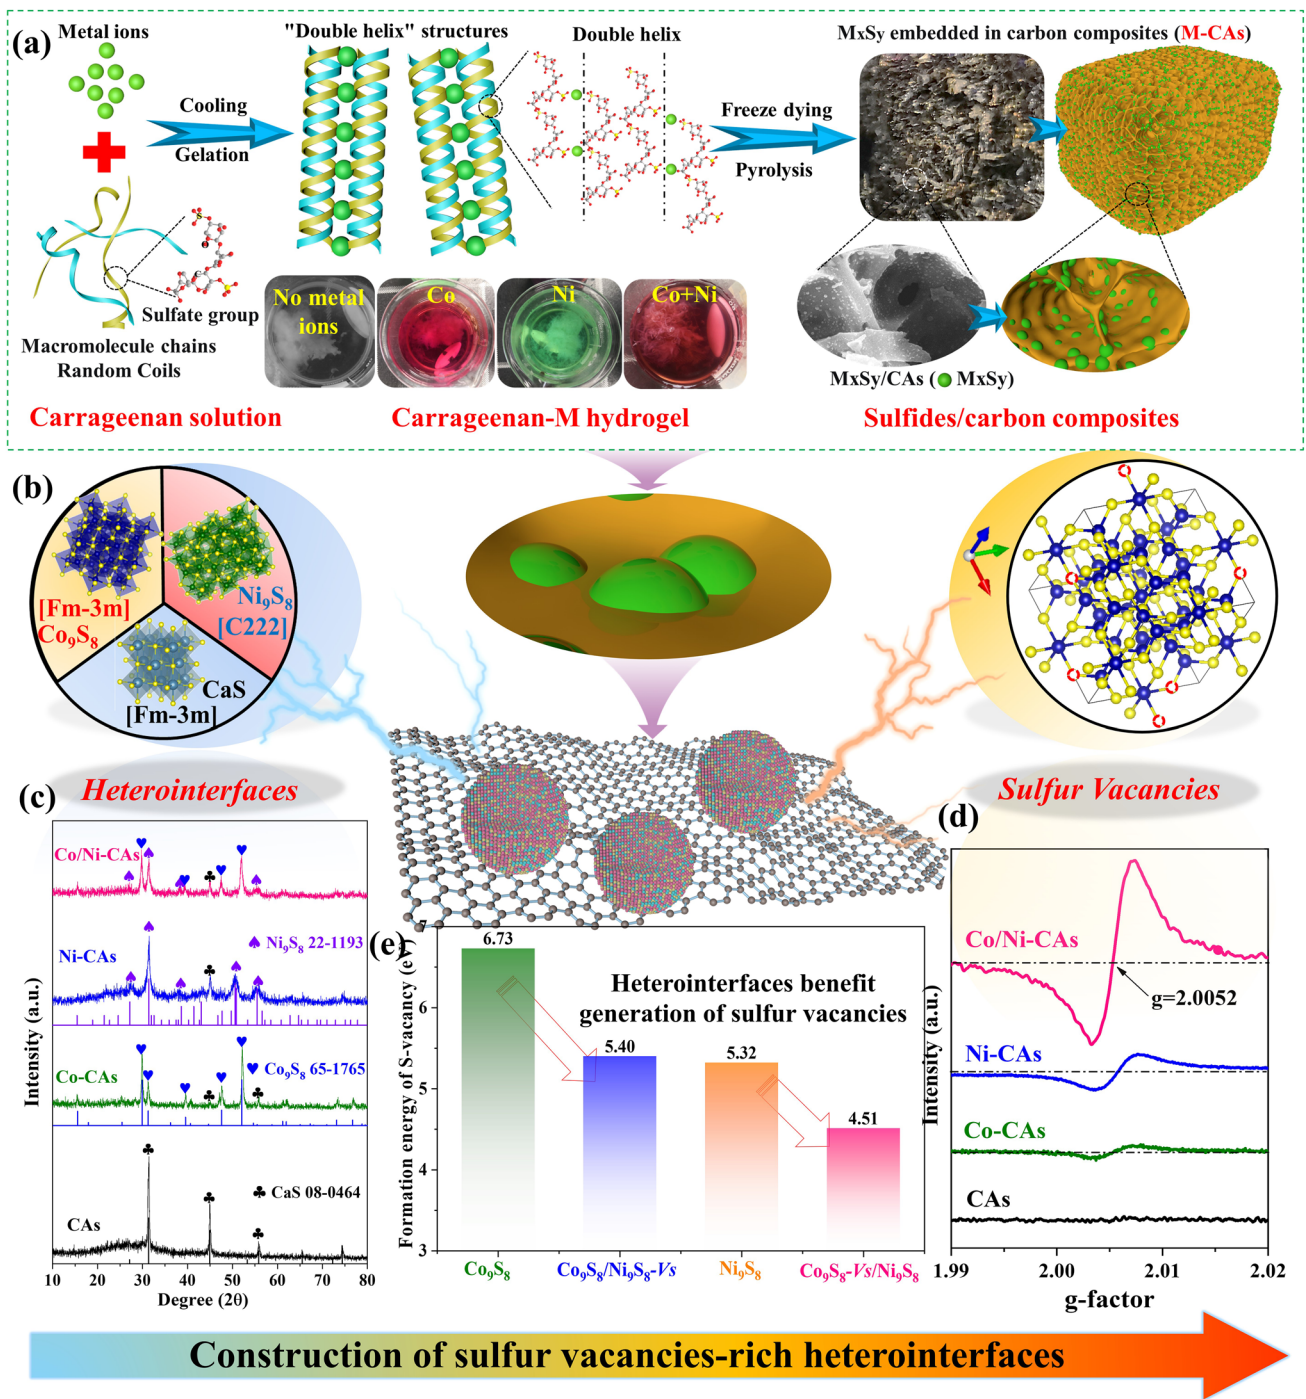 (a)
Metal ions
"Double helix" structures
Double helix
MxSy embedded in carbon composites (M-CAs)
Cooling
Gelation
Freeze dying
Pyrolysis
S
Sulfate group
Macromolecule chains
Random Coils
No metal
ions
Co
Ni
Co+Ni
MxSy/CAs ( MxSy)
Carrageenan solution
Carrageenan-M hydrogel
Sulfides/carbon composites
(b)
[Fm-3m]
Co₉S₈
Ni₉S₈
[C222]
CaS
[Fm-3m]
Heterointerfaces
Sulfur Vacancies
(c)
Intensity (a.u.)
Co/Ni-CAs
Ni-CAs
♠ Ni₉S₈ 22-1193
Co-CAs
♥ Co₉S₈ 65-1765
CAs
♣ CaS 08-0464
10 20 30 40 50 60 70 80
Degree (2θ)
(e)
Formation energy of S-vacancy (eV)
7
6
5
4
3
6.73
5.40
5.32
4.51
Heterointerfaces benefit
generation of sulfur vacancies
Co₉S₈ Co₉S₈/Ni₉S₈-Vs Ni₉S₈ Co₉S₈-Vs/Ni₉S₈
(d)
Intensity (a.u.)
Co/Ni-CAs
g=2.0052
Ni-CAs
Co-CAs
CAs
1.99 2.00 2.01 2.02
g-factor
Construction of sulfur vacancies-rich heterointerfaces